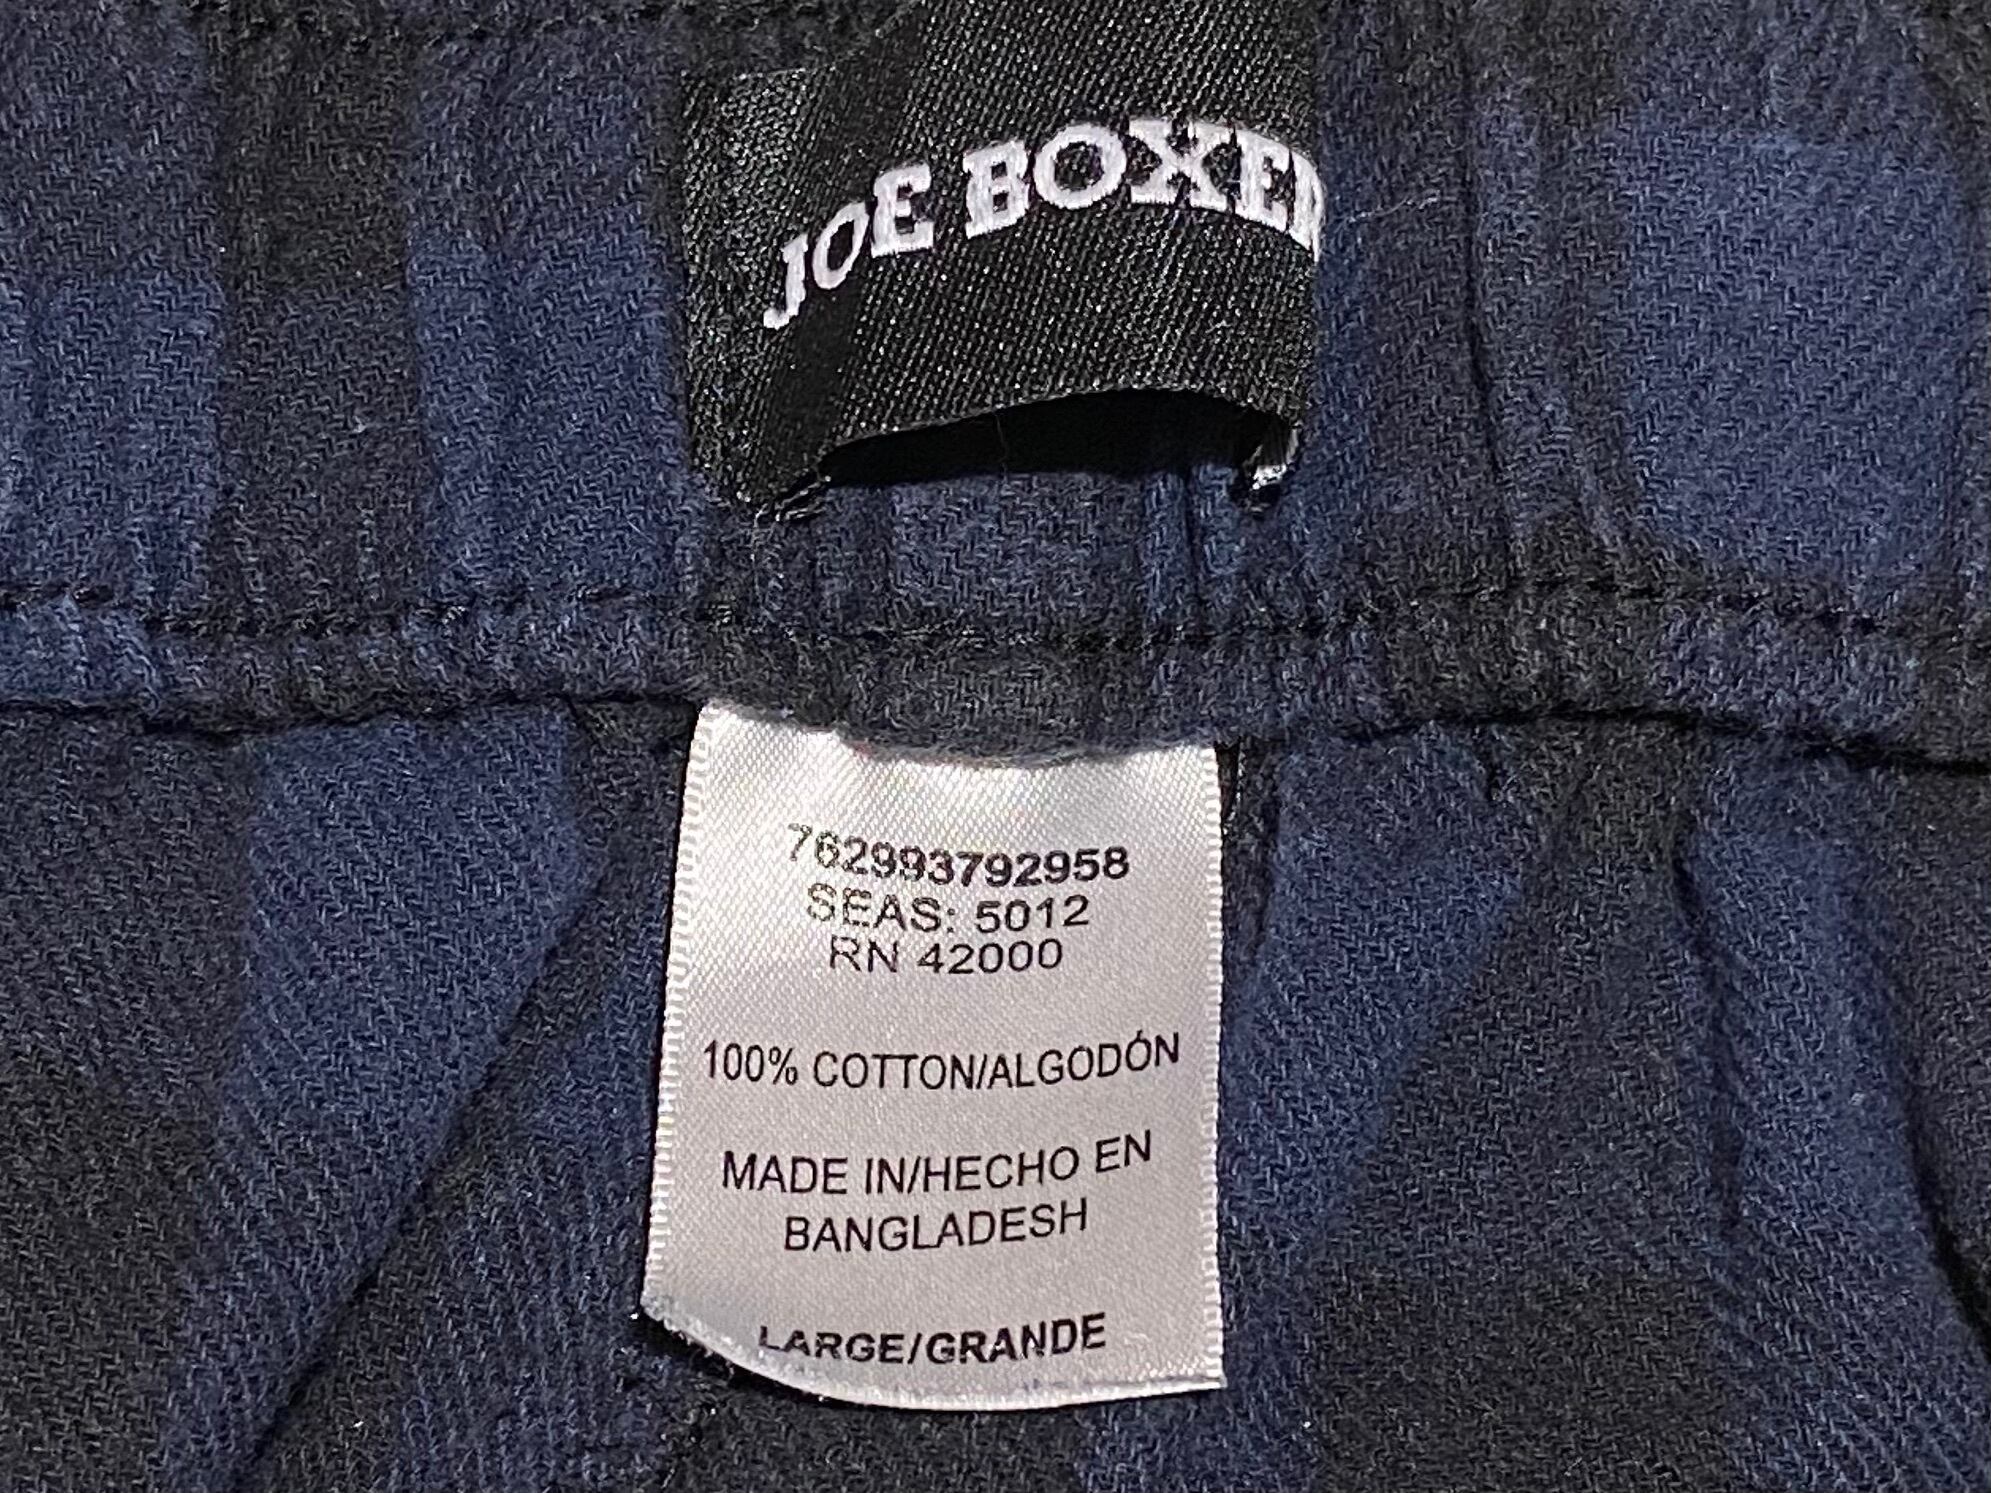 JOE BOXER
762993792958
SEAS: 5012
RN 42000
100% COTTON/ALGODÓN
MADE IN/HECHO EN
BANGLADESH
LARGE/GRANDE